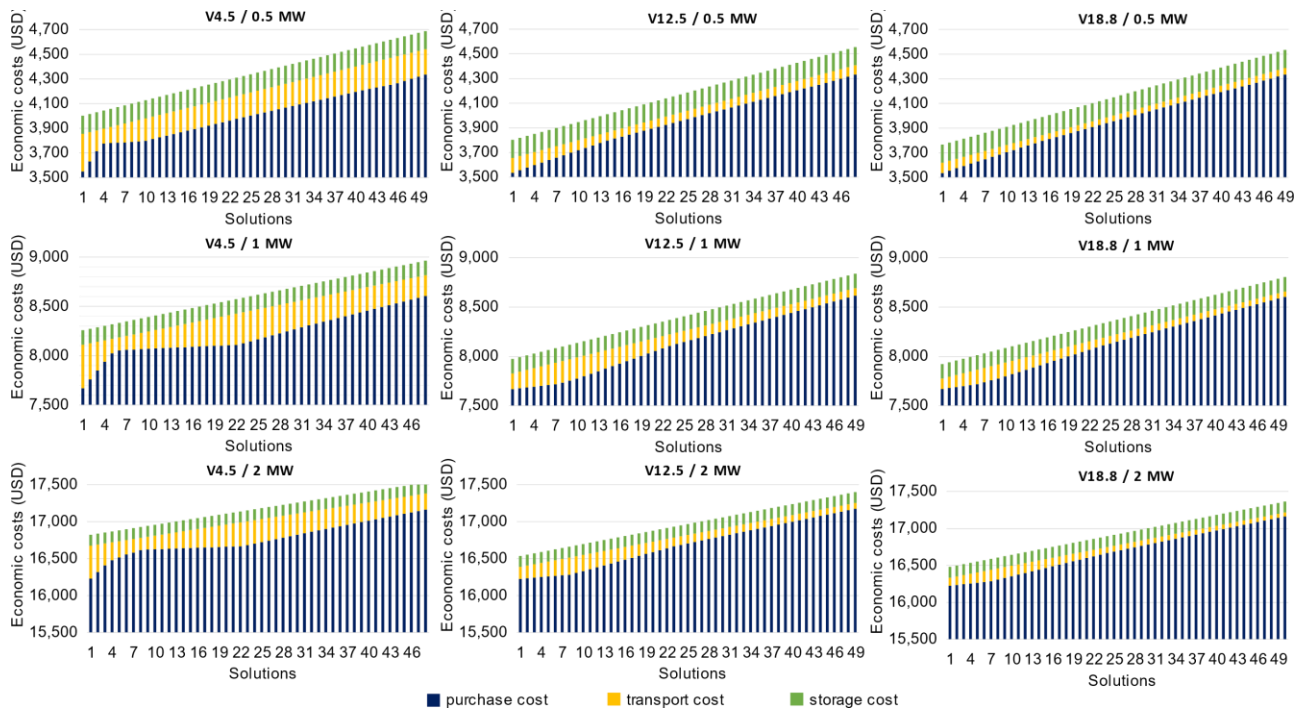 V4.5 / 0.5 MW
Economic costs (USD)
4,700
4,500
4,300
4,100
3,900
3,700
3,500
1 4 7 10 13 16 19 22 25 28 31 34 37 40 43 46 49
Solutions
V12.5 / 0.5 MW
Economic costs (USD)
4,700
4,500
4,300
4,100
3,900
3,700
3,500
1 4 7 10 13 16 19 22 25 28 31 34 37 40 43 46
Solutions
V18.8 / 0.5 MW
Economic costs (USD)
4,700
4,500
4,300
4,100
3,900
3,700
3,500
1 4 7 10 13 16 19 22 25 28 31 34 37 40 43 46 49
Solutions
V4.5 / 1 MW
Economic costs (USD)
9,000
8,500
8,000
7,500
1 4 7 10 13 16 19 22 25 28 31 34 37 40 43 46
Solutions
V12.5 / 1 MW
Economic costs (USD)
9,000
8,500
8,000
7,500
1 4 7 10 13 16 19 22 25 28 31 34 37 40 43 46 49
Solutions
V18.8 / 1 MW
Economic costs (USD)
9,000
8,500
8,000
7,500
1 4 7 10 13 16 19 22 25 28 31 34 37 40 43 46 49
Solutions
V4.5 / 2 MW
Ecoonomic costs (USD)
17,500
17,000
16,500
16,000
15,500
1 4 7 10 13 16 19 22 25 28 31 34 37 40 43 46
Solutions
V12.5 / 2 MW
Economic costs (USD)
17,500
17,000
16,500
16,000
15,500
1 4 7 10 13 16 19 22 25 28 31 34 37 40 43 46 49
Solutions
V18.8 / 2 MW
Economic costs (USD)
17,500
17,000
16,500
16,000
15,500
1 4 7 10 13 16 19 22 25 28 31 34 37 40 43 46 49
Solutions
purchase cost
transport cost
storage cost